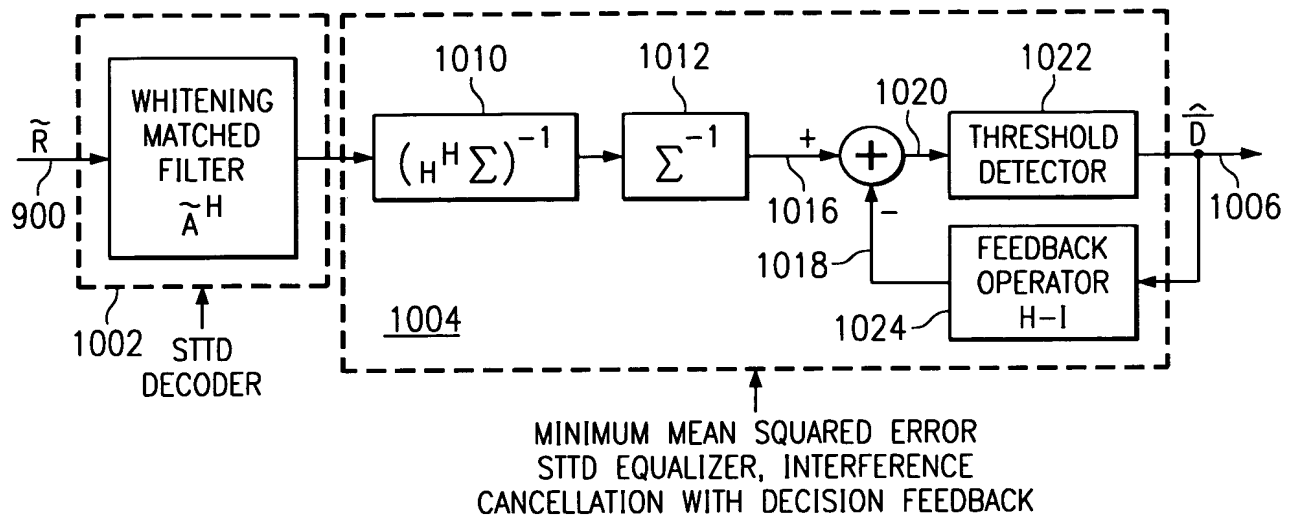 1010
1012
1022
1020
WHITENING
MATCHED
FILTER
Ã^H
R̃
900
(H^H Σ)^-1
Σ^-1
+
+
THRESHOLD
DETECTOR
D̂̄
1016
1006
−
1018
FEEDBACK
OPERATOR
H-I
1024
1004
1002
STTD
DECODER
MINIMUM MEAN SQUARED ERROR
STTD EQUALIZER, INTERFERENCE
CANCELLATION WITH DECISION FEEDBACK